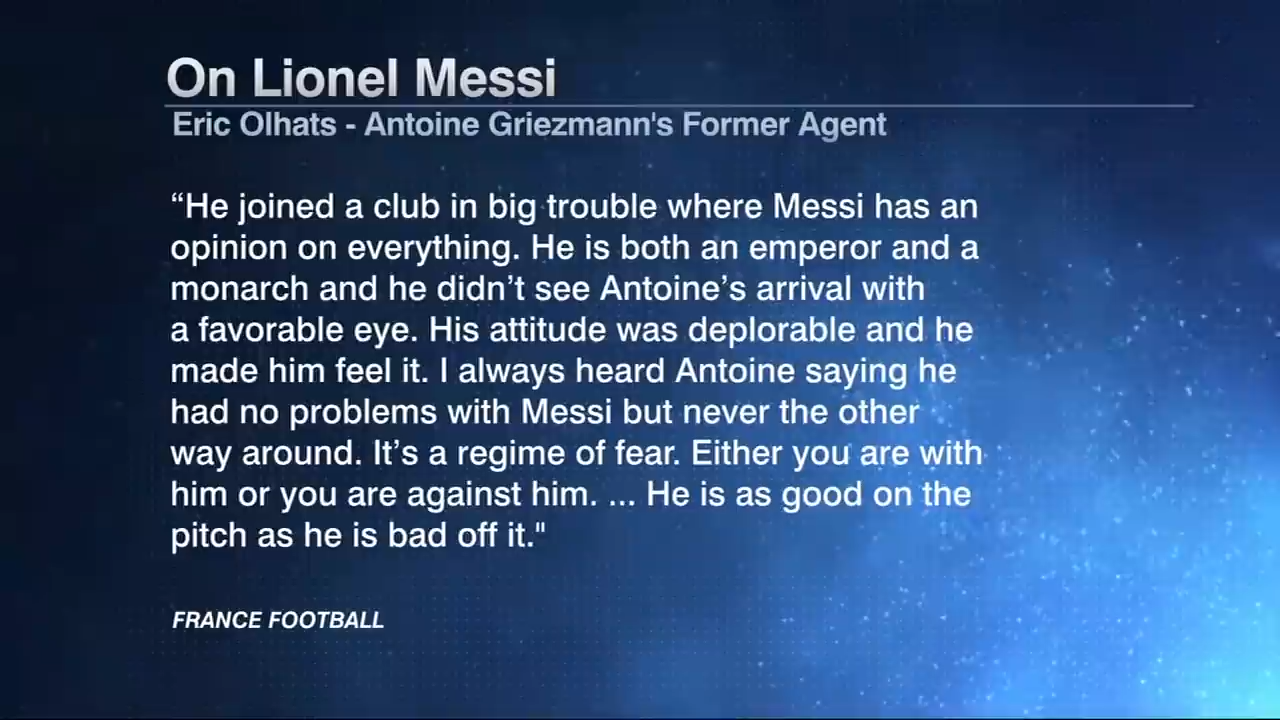 On Lionel Messi
Eric Olhats - Antoine Griezmann's Former Agent
“He joined a club in big trouble where Messi has an
opinion on everything. He is both an emperor and a
monarch and he didn’t see Antoine’s arrival with
a favorable eye. His attitude was deplorable and he
made him feel it. I always heard Antoine saying he
had no problems with Messi but never the other
way around. It’s a regime of fear. Either you are with
him or you are against him. ... He is as good on the
pitch as he is bad off it."
FRANCE FOOTBALL